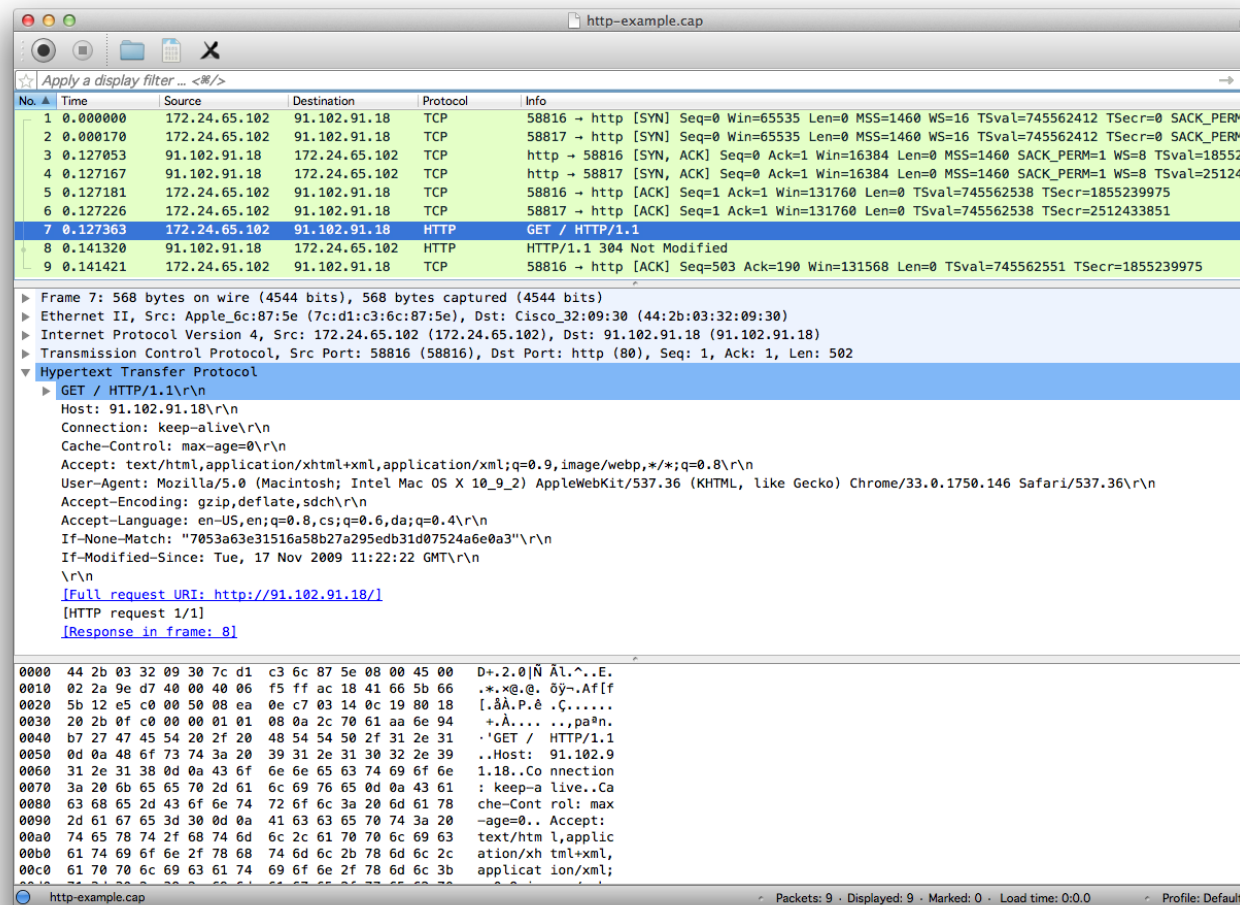 http-example.cap
Apply a display filter ... <⌘/>
No. Time Source Destination Protocol Info
1 0.000000 172.24.65.102 91.102.91.18 TCP 58816 → http [SYN] Seq=0 Win=65535 Len=0 MSS=1460 WS=16 TSval=745562412 TSecr=0 SACK_PERM
2 0.000170 172.24.65.102 91.102.91.18 TCP 58817 → http [SYN] Seq=0 Win=65535 Len=0 MSS=1460 WS=16 TSval=745562412 TSecr=0 SACK_PERM
3 0.127053 91.102.91.18 172.24.65.102 TCP http → 58816 [SYN, ACK] Seq=0 Ack=1 Win=16384 Len=0 MSS=1460 SACK_PERM=1 WS=8 TSval=18552
4 0.127167 91.102.91.18 172.24.65.102 TCP http → 58817 [SYN, ACK] Seq=0 Ack=1 Win=16384 Len=0 MSS=1460 SACK_PERM=1 WS=8 TSval=25124
5 0.127181 172.24.65.102 91.102.91.18 TCP 58816 → http [ACK] Seq=1 Ack=1 Win=131760 Len=0 TSval=745562538 TSecr=1855239975
6 0.127226 172.24.65.102 91.102.91.18 TCP 58817 → http [ACK] Seq=1 Ack=1 Win=131760 Len=0 TSval=745562538 TSecr=2512433851
7 0.127363 172.24.65.102 91.102.91.18 HTTP GET / HTTP/1.1
8 0.141320 91.102.91.18 172.24.65.102 HTTP HTTP/1.1 304 Not Modified
9 0.141421 172.24.65.102 91.102.91.18 TCP 58816 → http [ACK] Seq=503 Ack=190 Win=131568 Len=0 TSval=745562551 TSecr=1855239975
Frame 7: 568 bytes on wire (4544 bits), 568 bytes captured (4544 bits)
Ethernet II, Src: Apple_6c:87:5e (7c:d1:c3:6c:87:5e), Dst: Cisco_32:09:30 (44:2b:03:32:09:30)
Internet Protocol Version 4, Src: 172.24.65.102 (172.24.65.102), Dst: 91.102.91.18 (91.102.91.18)
Transmission Control Protocol, Src Port: 58816 (58816), Dst Port: http (80), Seq: 1, Ack: 1, Len: 502
Hypertext Transfer Protocol
GET / HTTP/1.1\r\n
Host: 91.102.91.18\r\n
Connection: keep-alive\r\n
Cache-Control: max-age=0\r\n
Accept: text/html,application/xhtml+xml,application/xml;q=0.9,image/webp,*/*;q=0.8\r\n
User-Agent: Mozilla/5.0 (Macintosh; Intel Mac OS X 10_9_2) AppleWebKit/537.36 (KHTML, like Gecko) Chrome/33.0.1750.146 Safari/537.36\r\n
Accept-Encoding: gzip,deflate,sdch\r\n
Accept-Language: en-US,en;q=0.8,cs;q=0.6,da;q=0.4\r\n
If-None-Match: "7053a63e31516a58b27a295edb31d07524a6e0a3"\r\n
If-Modified-Since: Tue, 17 Nov 2009 11:22:22 GMT\r\n
\r\n
[Full request URI: http://91.102.91.18/]
[HTTP request 1/1]
[Response in frame: 8]
0000 44 2b 03 32 09 30 7c d1 c3 6c 87 5e 08 00 45 00 D+.2.0|Ñ Ãl.^..E.
0010 02 2a 9e d7 40 00 40 06 f5 ff ac 18 41 66 5b 66 .*.×@.@. õÿ¬.Af[f
0020 5b 12 e5 c0 00 50 08 ea 0e c7 03 14 0c 19 80 18 [.åÀ.P.ê .Ç......
0030 20 2b 0f c0 00 00 01 01 08 0a 2c 70 61 aa 6e 94 +.À.... ..,paªn.
0040 b7 27 47 45 54 20 2f 20 48 54 54 50 2f 31 2e 31 ·'GET / HTTP/1.1
0050 0d 0a 48 6f 73 74 3a 20 39 31 2e 31 30 32 2e 39 ..Host: 91.102.9
0060 31 2e 31 38 0d 0a 43 6f 6e 6e 65 63 74 69 6f 6e 1.18..Co nnection
0070 3a 20 6b 65 65 70 2d 61 6c 69 76 65 0d 0a 43 61 : keep-a live..Ca
0080 63 68 65 2d 43 6f 6e 74 72 6f 6c 3a 20 6d 61 78 che-Cont rol: max
0090 2d 61 67 65 3d 30 0d 0a 41 63 63 65 70 74 3a 20 -age=0.. Accept:
00a0 74 65 78 74 2f 68 74 6d 6c 2c 61 70 70 6c 69 63 text/htm l,applic
00b0 61 74 69 6f 6e 2f 78 68 74 6d 6c 2b 78 6d 6c 2c ation/xh tml+xml,
00c0 61 70 70 6c 69 63 61 74 69 6f 6e 2f 78 6d 6c 3b applicat ion/xml;
http-example.cap Packets: 9 · Displayed: 9 · Marked: 0 · Load time: 0:0.0 Profile: Default